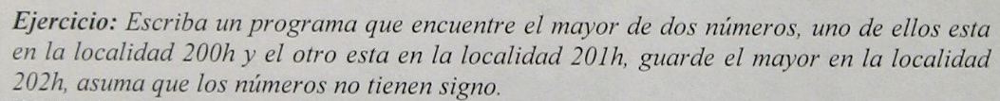 Ejercicio: Escriba un programa que encuentre el mayor de dos números, uno de ellos esta
en la localidad 200h y el otro esta en la localidad 201h, guarde el mayor en la localidad
202h, asuma que los números no tienen signo.